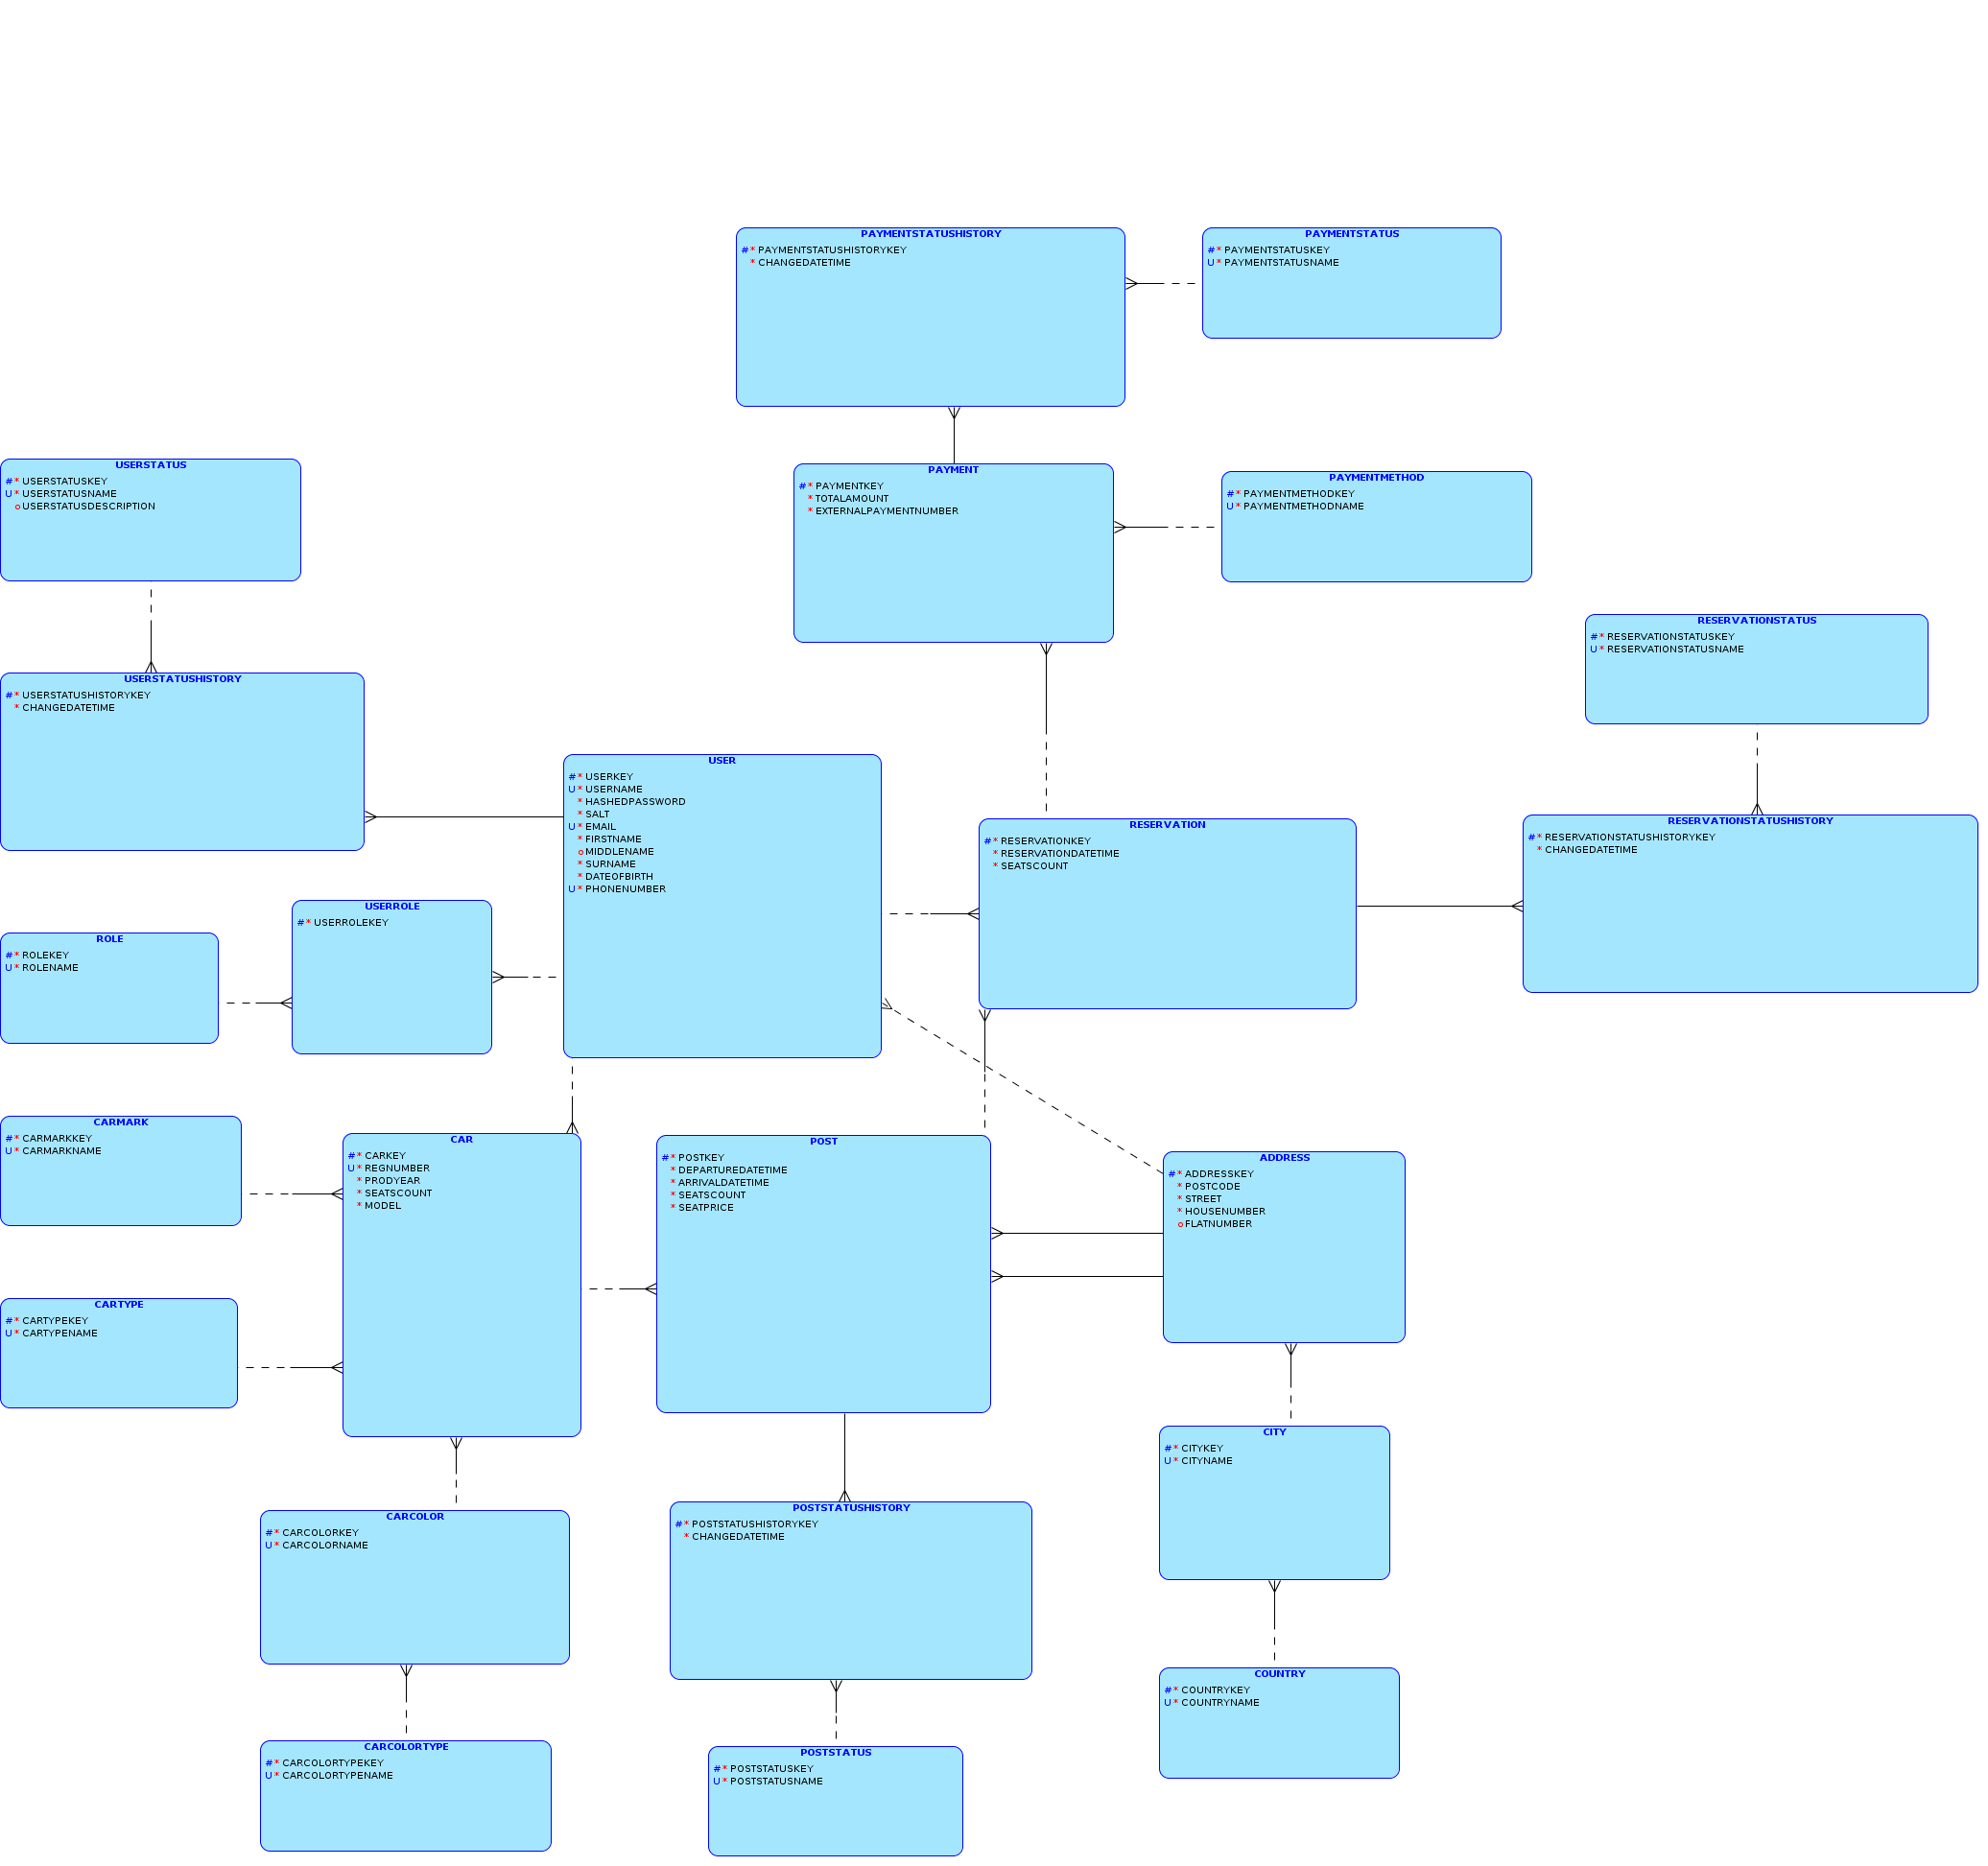 PAYMENTSTATUSHISTORY
#* PAYMENTSTATUSHISTORYKEY
* CHANGEDATETIME
PAYMENTSTATUS
#* PAYMENTSTATUSKEY
U* PAYMENTSTATUSNAME
USERSTATUS
#* USERSTATUSKEY
U* USERSTATUSNAME
o USERSTATUSDESCRIPTION
PAYMENT
#* PAYMENTKEY
* TOTALAMOUNT
* EXTERNALPAYMENTNUMBER
PAYMENTMETHOD
#* PAYMENTMETHODKEY
U* PAYMENTMETHODNAME
RESERVATIONSTATUS
#* RESERVATIONSTATUSKEY
U* RESERVATIONSTATUSNAME
USERSTATUSHISTORY
#* USERSTATUSHISTORYKEY
* CHANGEDATETIME
USER
#* USERKEY
U* USERNAME
* HASHEDPASSWORD
* SALT
U* EMAIL
* FIRSTNAME
o MIDDLENAME
* SURNAME
* DATEOFBIRTH
U* PHONENUMBER
RESERVATION
#* RESERVATIONKEY
* RESERVATIONDATETIME
* SEATSCOUNT
RESERVATIONSTATUSHISTORY
#* RESERVATIONSTATUSHISTORYKEY
* CHANGEDATETIME
USERROLE
#* USERROLEKEY
ROLE
#* ROLEKEY
U* ROLENAME
CARMARK
#* CARMARKKEY
U* CARMARKNAME
CAR
#* CARKEY
U* REGNUMBER
* PRODYEAR
* SEATSCOUNT
* MODEL
POST
#* POSTKEY
* DEPARTUREDATETIME
* ARRIVALDATETIME
* SEATSCOUNT
* SEATPRICE
ADDRESS
#* ADDRESSKEY
* POSTCODE
* STREET
* HOUSENUMBER
o FLATNUMBER
CARTYPE
#* CARTYPEKEY
U* CARTYPENAME
CITY
#* CITYKEY
U* CITYNAME
CARCOLOR
#* CARCOLORKEY
U* CARCOLORNAME
POSTSTATUSHISTORY
#* POSTSTATUSHISTORYKEY
* CHANGEDATETIME
COUNTRY
#* COUNTRYKEY
U* COUNTRYNAME
CARCOLORTYPE
#* CARCOLORTYPEKEY
U* CARCOLORTYPENAME
POSTSTATUS
#* POSTSTATUSKEY
U* POSTSTATUSNAME